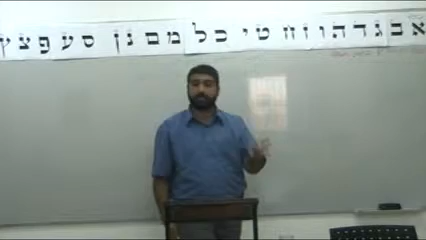 א ב ג ד ה ו ז ח ט י כ ל מ ם נ ן ס ע פ צ ץ